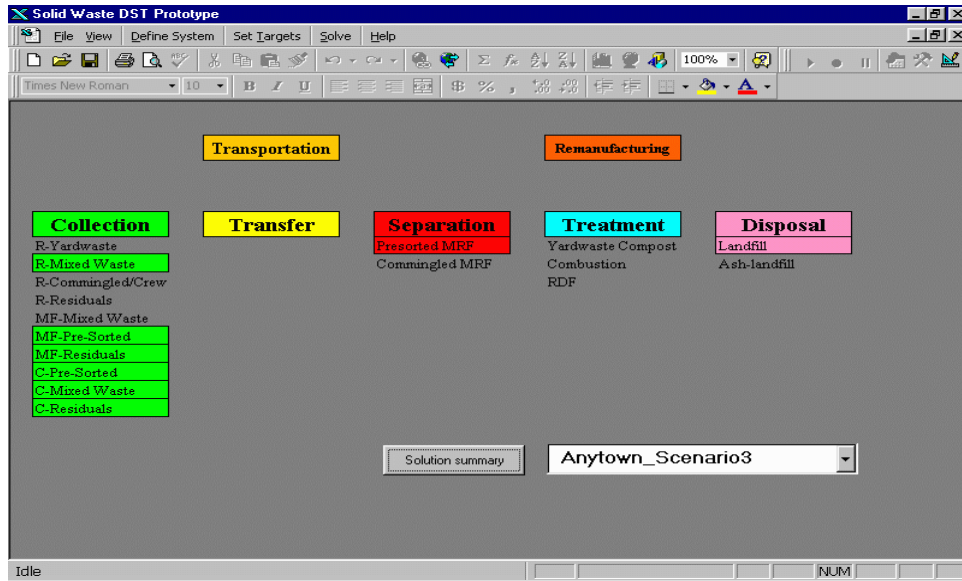 Solid Waste DST Prototype
File View Define System Set Targets Solve Help
100%
Times New Roman 10 B I U $ % ,
Transportation Remanufacturing
Collection Transfer Separation Treatment Disposal
R-Yardwaste Presorted MRF Yardwaste Compost Landfill
R-Mixed Waste Commingled MRF Combustion Ash-landfill
R-Commingled/Crew RDF
R-Residuals
MF-Mixed Waste
MF-Pre-Sorted
MF-Residuals
C-Pre-Sorted
C-Mixed Waste
C-Residuals
Solution summary Anytown_Scenario3
Idle NUM